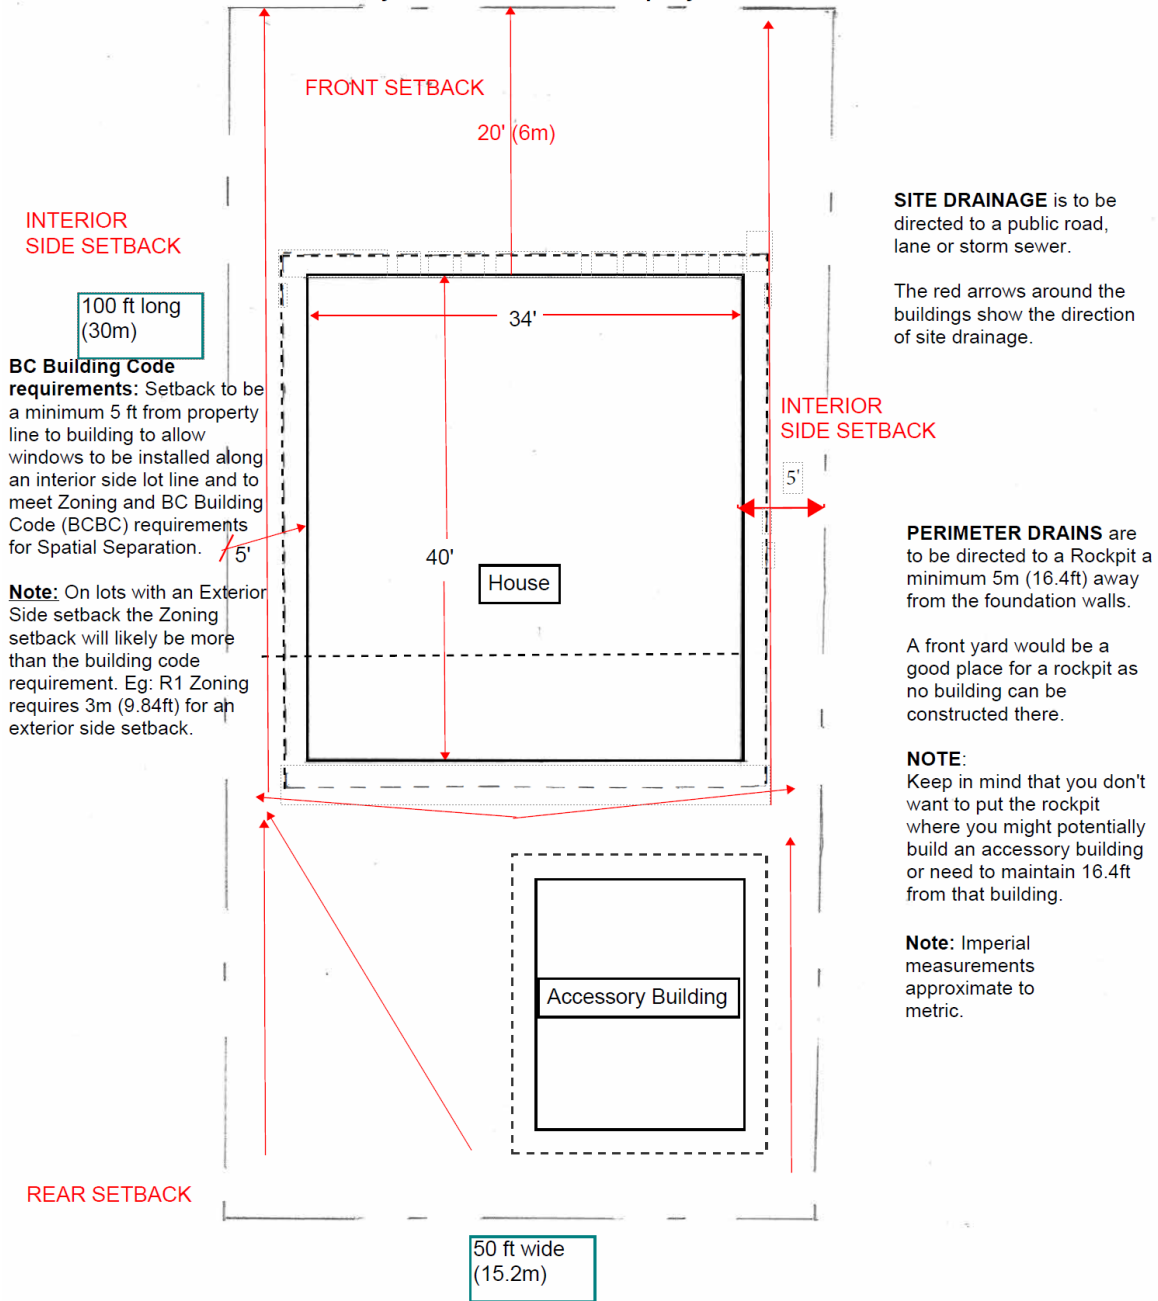 FRONT SETBACK
20' (6m)
INTERIOR
SIDE SETBACK
100 ft long
(30m)
BC Building Code
requirements: Setback to be
a minimum 5 ft from property
line to building to allow
windows to be installed along
an interior side lot line and to
meet Zoning and BC Building
Code (BCBC) requirements
for Spatial Separation.
5'
Note: On lots with an Exterior
Side setback the Zoning
setback will likely be more
than the building code
requirement. Eg: R1 Zoning
requires 3m (9.84ft) for an
exterior side setback.
34'
40'
House
INTERIOR
SIDE SETBACK
5'
SITE DRAINAGE is to be
directed to a public road,
lane or storm sewer.
The red arrows around the
buildings show the direction
of site drainage.
PERIMETER DRAINS are
to be directed to a Rockpit a
minimum 5m (16.4ft) away
from the foundation walls.
A front yard would be a
good place for a rockpit as
no building can be
constructed there.
NOTE:
Keep in mind that you don't
want to put the rockpit
where you might potentially
build an accessory building
or need to maintain 16.4ft
from that building.
Note: Imperial
measurements
approximate to
metric.
Accessory Building
REAR SETBACK
50 ft wide
(15.2m)